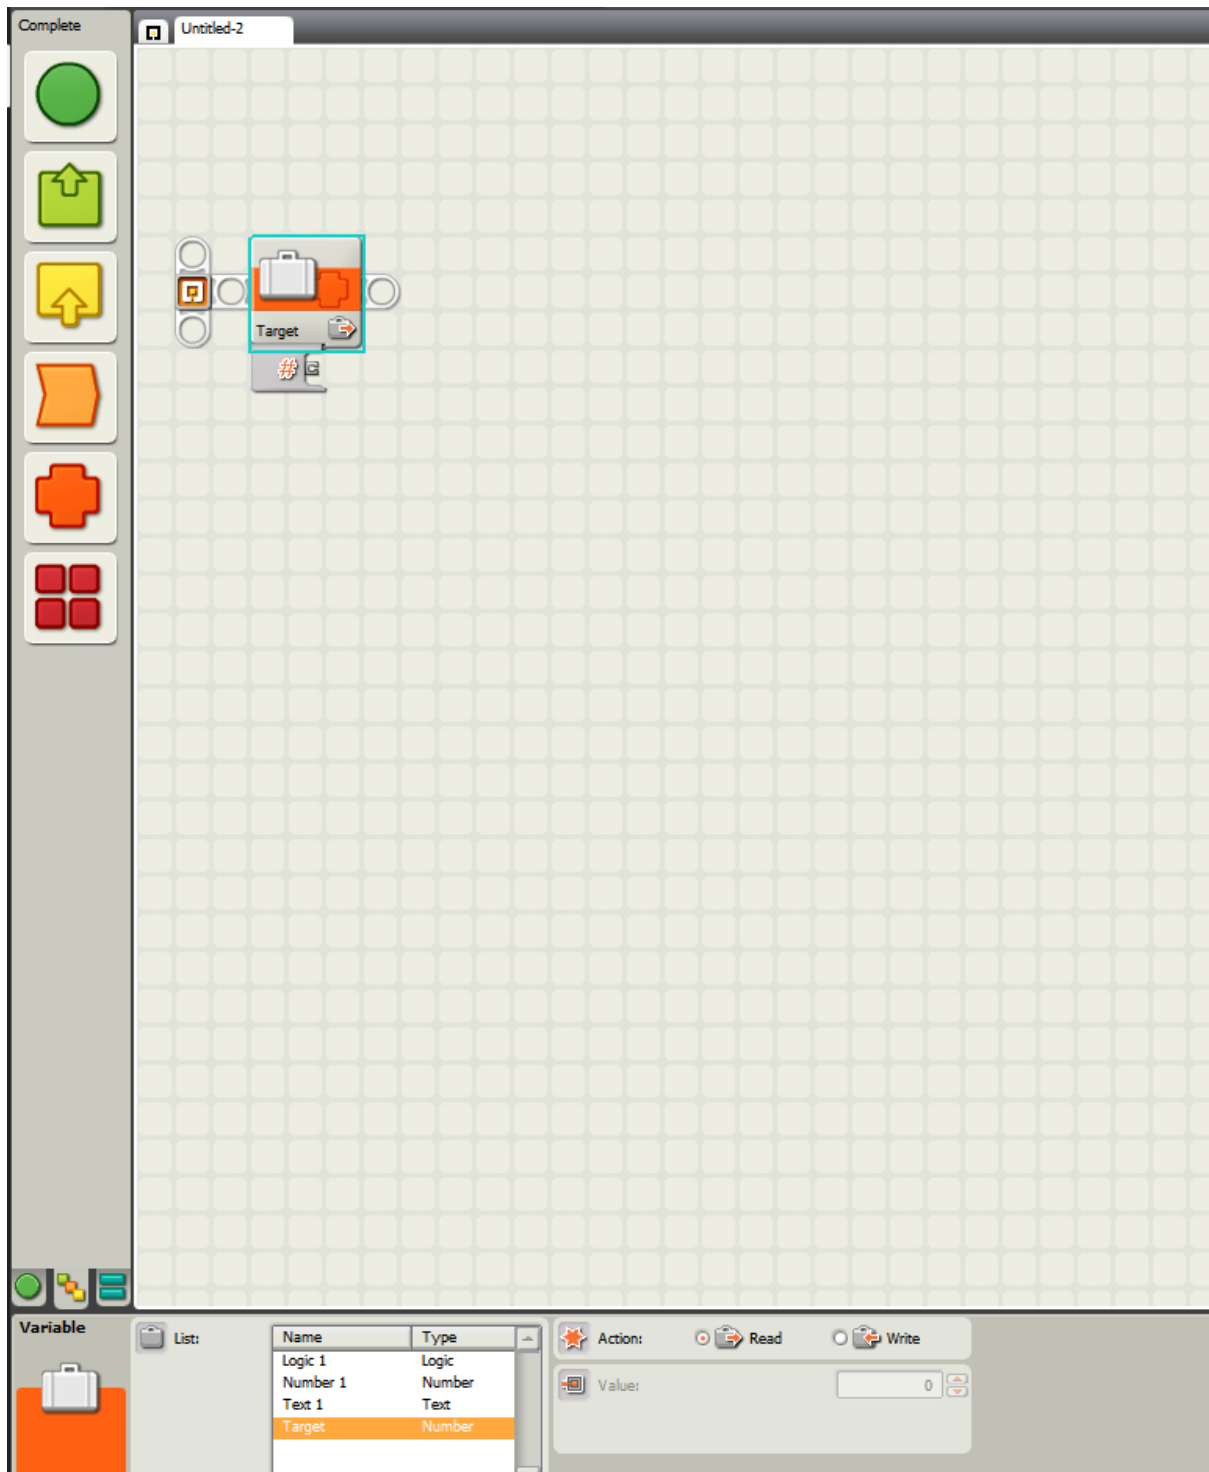 Complete
Untitled-2
Target
#
Variable
List:
Name Type
Logic 1 Logic
Number 1 Number
Text 1 Text
Target Number
Action: Read Write
Value: 0